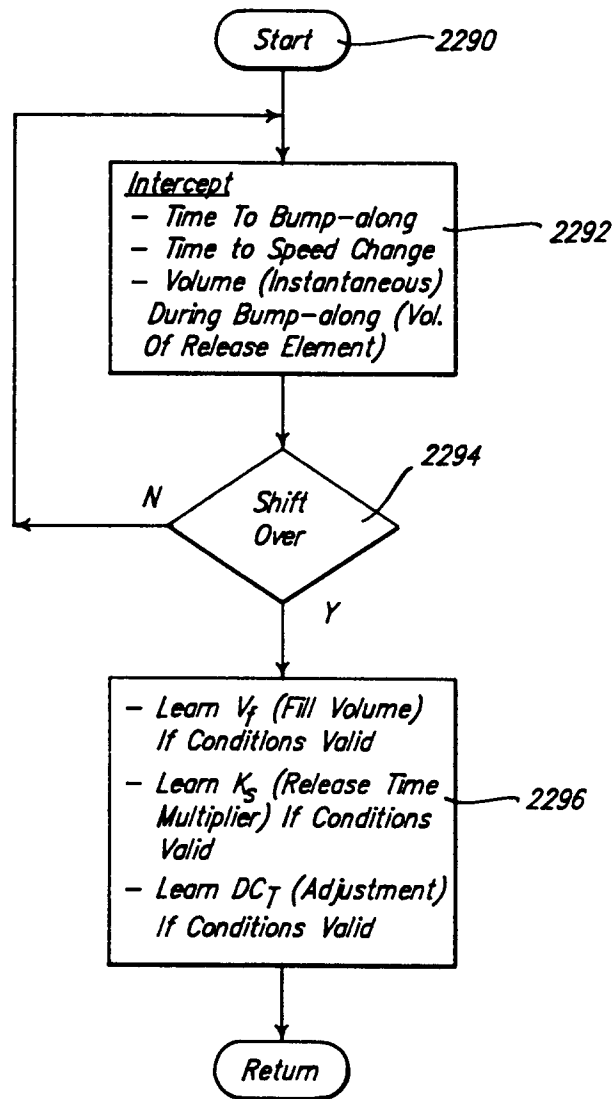 Start
2290
Intercept
– Time To Bump-along
– Time to Speed Change
– Volume (Instantaneous)
During Bump-along (Vol.
Of Release Element)
2292
2294
N
Shift
Over
Y
– Learn Vf (Fill Volume)
If Conditions Valid
– Learn Ks (Release Time
Multiplier) If Conditions
Valid
– Learn DCT (Adjustment)
If Conditions Valid
2296
Return